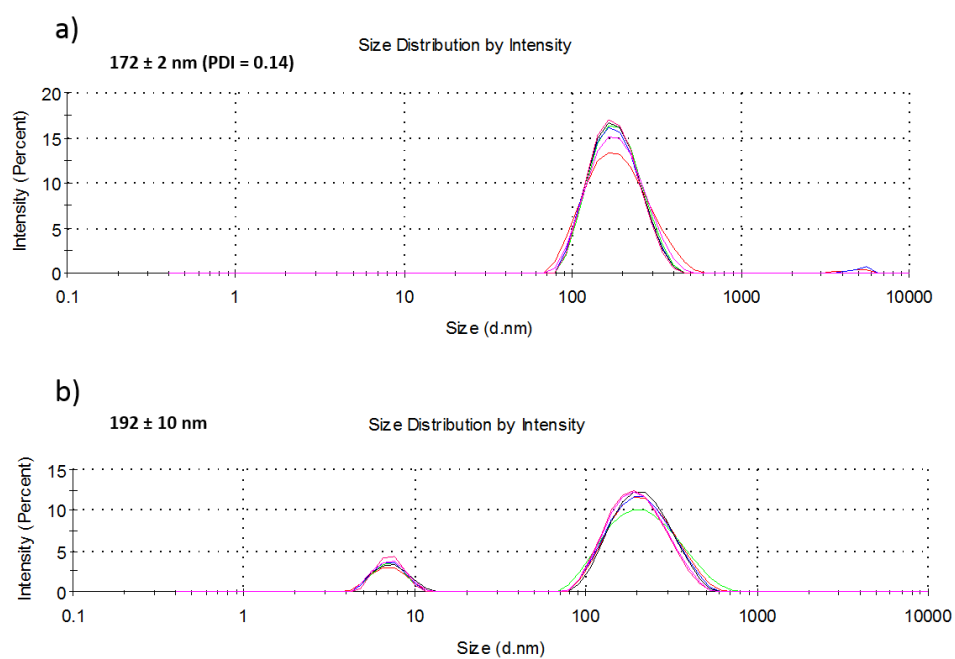 a)
Size Distribution by Intensity
172 ± 2 nm (PDI = 0.14)
20
15
10
5
0
0.1 1 10 100 1000 10000
Intensity (Percent)
Size (d.nm)
b)
192 ± 10 nm
Size Distribution by Intensity
15
10
5
0
0.1 1 10 100 1000 10000
Intensity (Percent)
Size (d.nm)